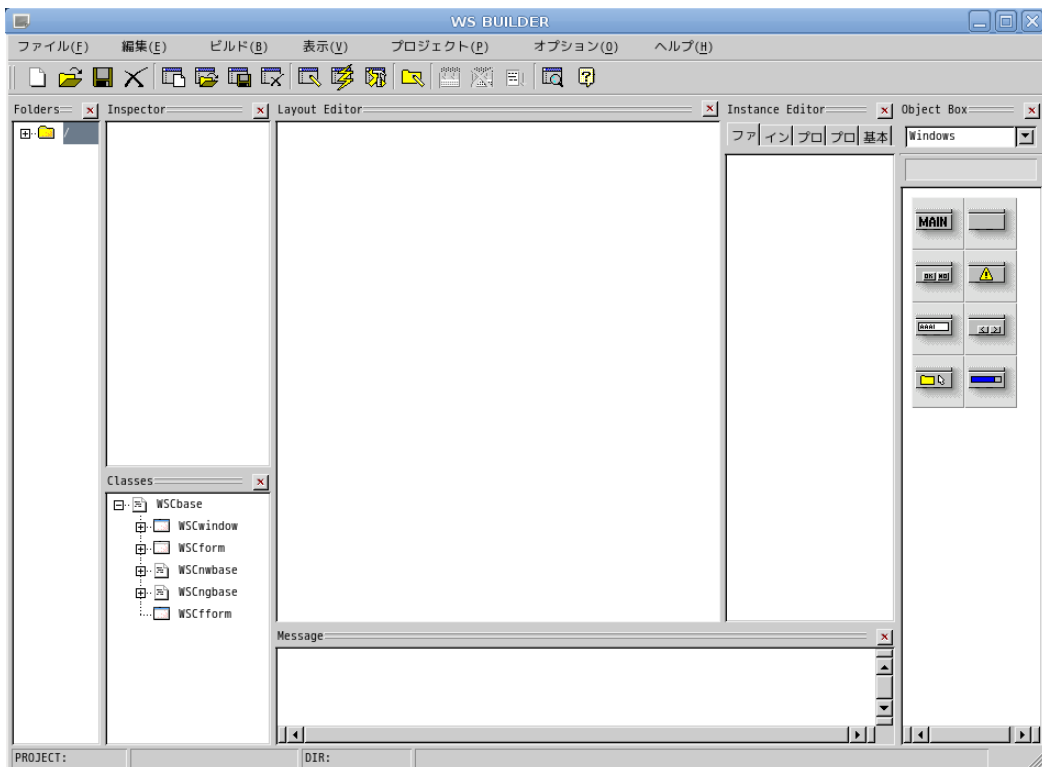 WS BUILDER
ファイル(F) 編集(E) ビルド(B) 表示(V) プロジェクト(P) オプション(O) ヘルプ(H)
Folders Inspector Layout Editor Instance Editor Object Box
/
ファ イン プロ プロ 基本
Windows
MAIN
OK NO
Classes
WSCbase
WSCwindow
WSCform
WSCnwbase
WSCngbase
WSCfform
Message
PROJECT: DIR: